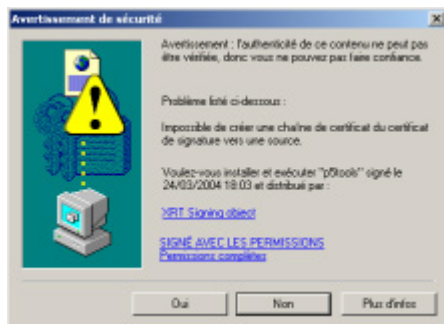 Avertissement de sécurité
Avertissement : l'authenticité de ce contenu ne peut pas
être vérifiée, donc vous ne pouvez pas faire confiance.
Problème listé ci-dessous :
Impossible de créer une chaîne de certificat du certificat
de signature vers une source.
Voulez-vous installer et exécuter "p5tools" signé le
24/03/2004 18:03 et distribué par :
XRT Signing object
SIGNÉ AVEC LES PERMISSIONS
Permissions complètes
Oui
Non
Plus d'infos